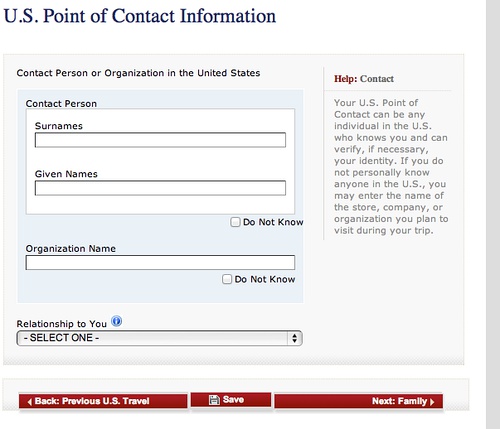 U.S. Point of Contact Information
Contact Person or Organization in the United States
Contact Person
Surnames
Given Names
Do Not Know
Organization Name
Do Not Know
Relationship to You
- SELECT ONE -
Help: Contact
Your U.S. Point of
Contact can be any
individual in the U.S.
who knows you and can
verify, if necessary,
your identity. If you do
not personally know
anyone in the U.S., you
may enter the name of
the store, company, or
organization you plan to
visit during your trip.
Back: Previous U.S. Travel
Save
Next: Family